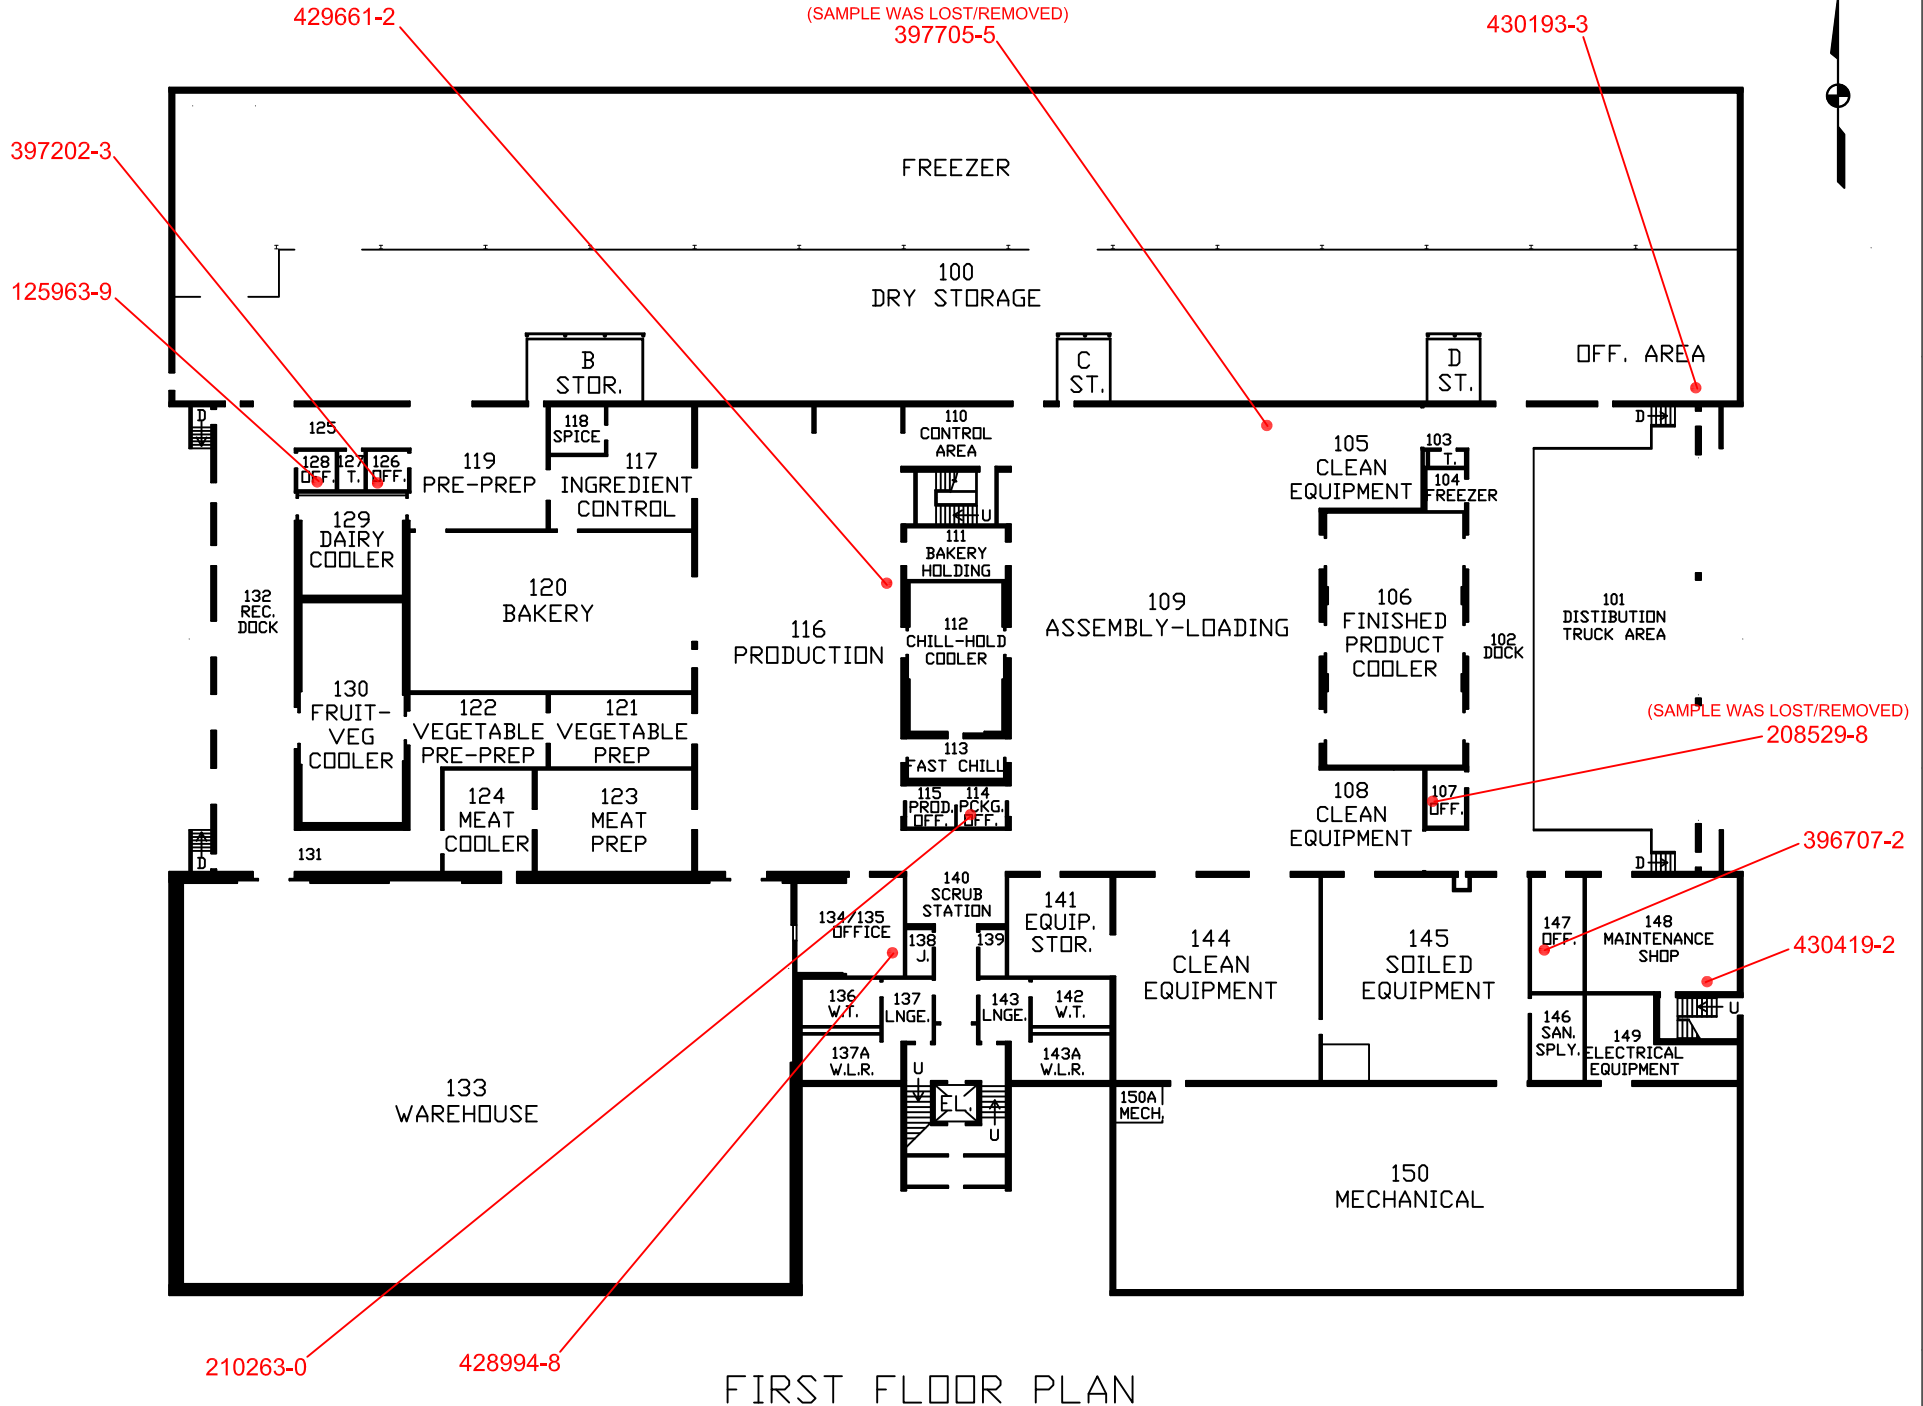 429661-2
(SAMPLE WAS LOST/REMOVED)
397705-5
430193-3
397202-3
125963-9
FREEZER
100
DRY STORAGE
B
STOR.
C
ST.
D
ST.
OFF. AREA
D
125
128
OFF.
127
T.
126
OFF.
119
PRE-PREP
118
SPICE
117
INGREDIENT
CONTROL
110
CONTROL
AREA
U
105
CLEAN
EQUIPMENT
103
T.
104
FREEZER
D
129
DAIRY
COOLER
111
BAKERY
HOLDING
132
REC.
DOCK
120
BAKERY
116
PRODUCTION
112
CHILL-HOLD
COOLER
109
ASSEMBLY-LOADING
106
FINISHED
PRODUCT
COOLER
102
DOCK
101
DISTIBUTION
TRUCK AREA
130
FRUIT-
VEG
COOLER
122
VEGETABLE
PRE-PREP
121
VEGETABLE
PREP
113
FAST CHILL
(SAMPLE WAS LOST/REMOVED)
208529-8
124
MEAT
COOLER
123
MEAT
PREP
115
PROD.
OFF.
114
PCKG.
OFF.
108
CLEAN
EQUIPMENT
107
OFF.
396707-2
D
131
D
140
SCRUB
STATION
134/135
OFFICE
138
J.
139
141
EQUIP.
STOR.
144
CLEAN
EQUIPMENT
145
SOILED
EQUIPMENT
147
OFF.
148
MAINTENANCE
SHOP
430419-2
136
W.T.
137
LNGE.
143
LNGE.
142
W.T.
146
SAN.
SPLY.
149
ELECTRICAL
EQUIPMENT
U
137A
W.L.R.
143A
W.L.R.
U
EL.
U
150A
MECH.
133
WAREHOUSE
150
MECHANICAL
210263-0
428994-8
FIRST FLOOR PLAN